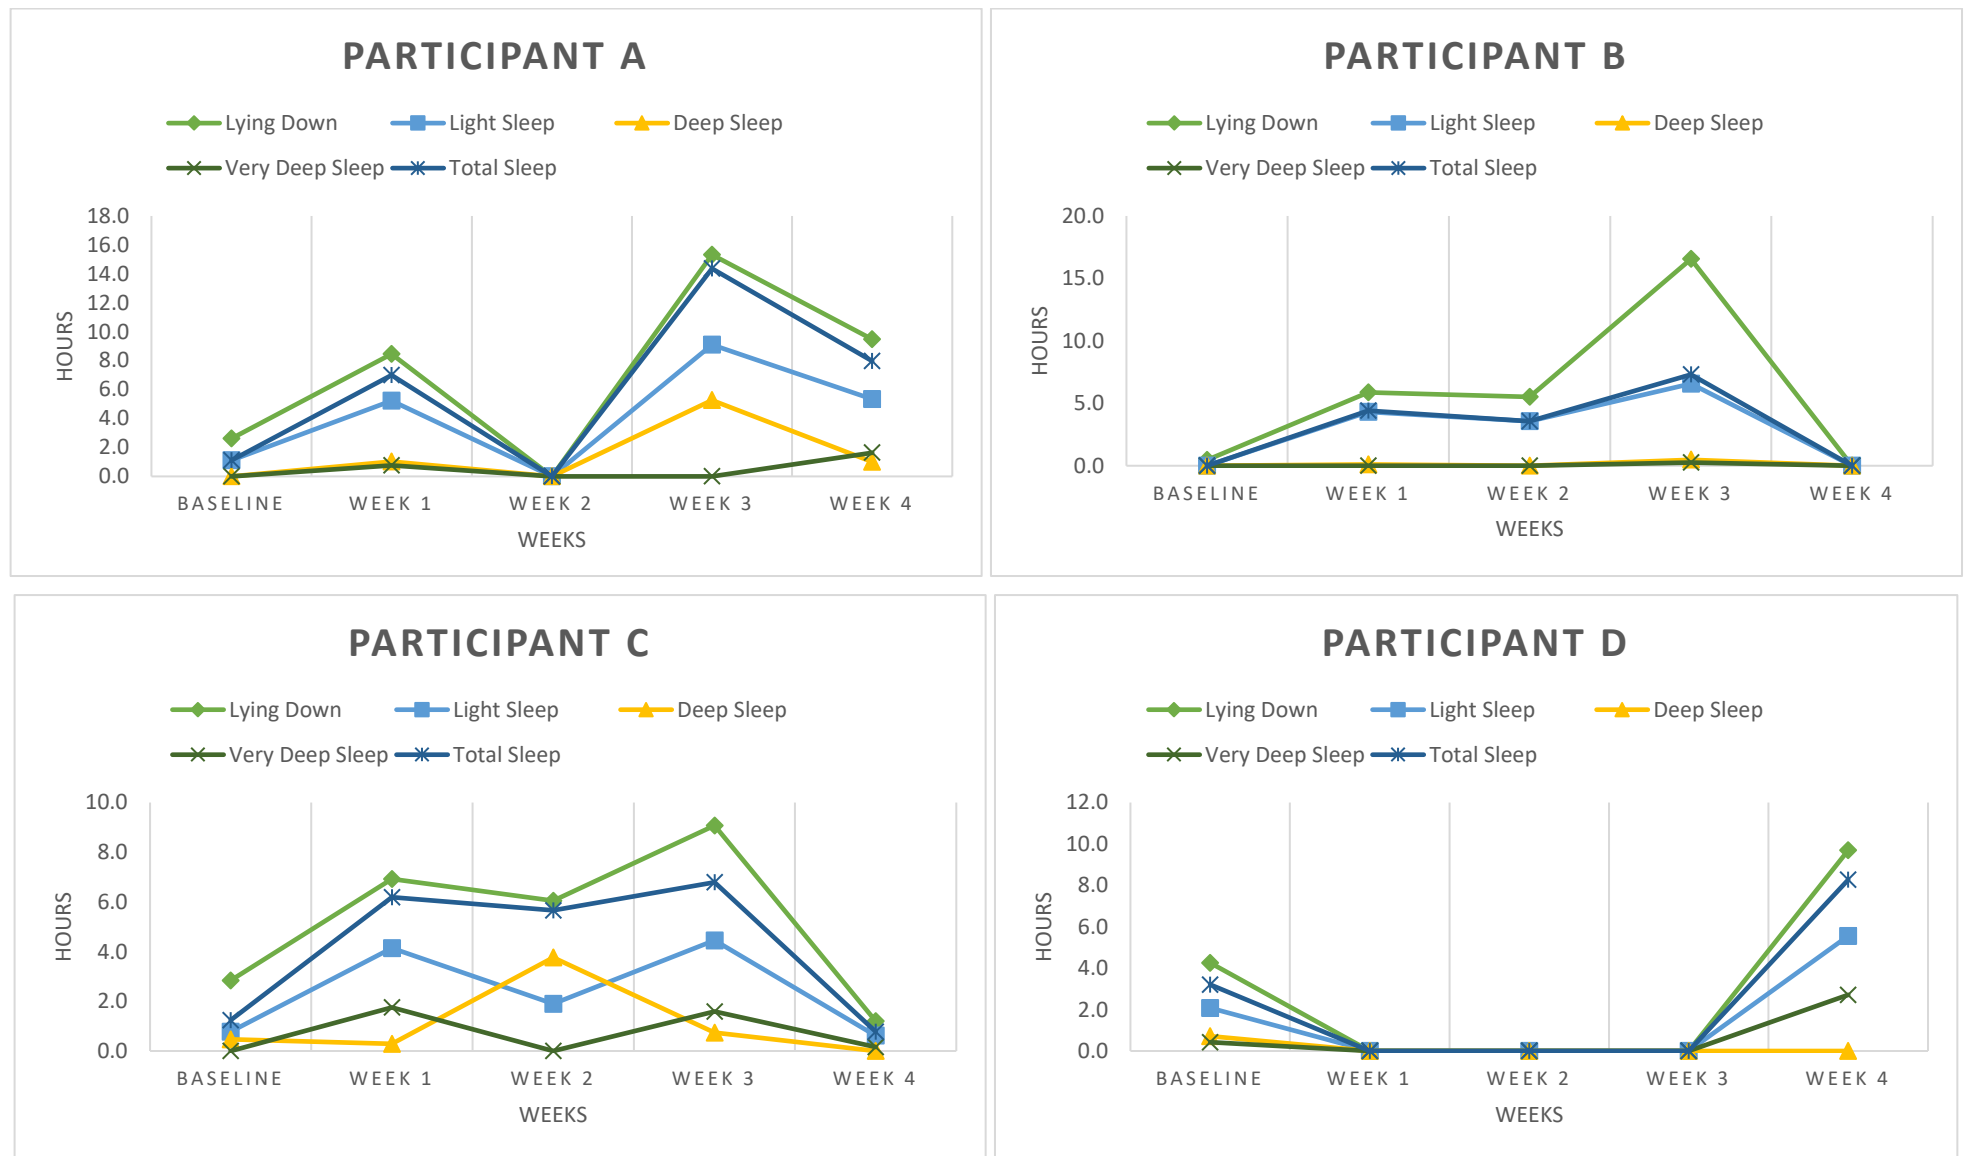 PARTICIPANT A
Lying Down Light Sleep Deep Sleep
Very Deep Sleep Total Sleep
18.0
16.0
14.0
12.0
10.0
8.0
6.0
4.0
2.0
0.0
HOURS
BASELINE WEEK 1 WEEK 2 WEEK 3 WEEK 4
WEEKS
PARTICIPANT B
Lying Down Light Sleep Deep Sleep
Very Deep Sleep Total Sleep
20.0
15.0
10.0
5.0
0.0
HOURS
BASELINE WEEK 1 WEEK 2 WEEK 3 WEEK 4
WEEKS
PARTICIPANT C
Lying Down Light Sleep Deep Sleep
Very Deep Sleep Total Sleep
10.0
8.0
6.0
4.0
2.0
0.0
HOURS
BASELINE WEEK 1 WEEK 2 WEEK 3 WEEK 4
WEEKS
PARTICIPANT D
Lying Down Light Sleep Deep Sleep
Very Deep Sleep Total Sleep
12.0
10.0
8.0
6.0
4.0
2.0
0.0
HOURS
BASELINE WEEK 1 WEEK 2 WEEK 3 WEEK 4
WEEKS